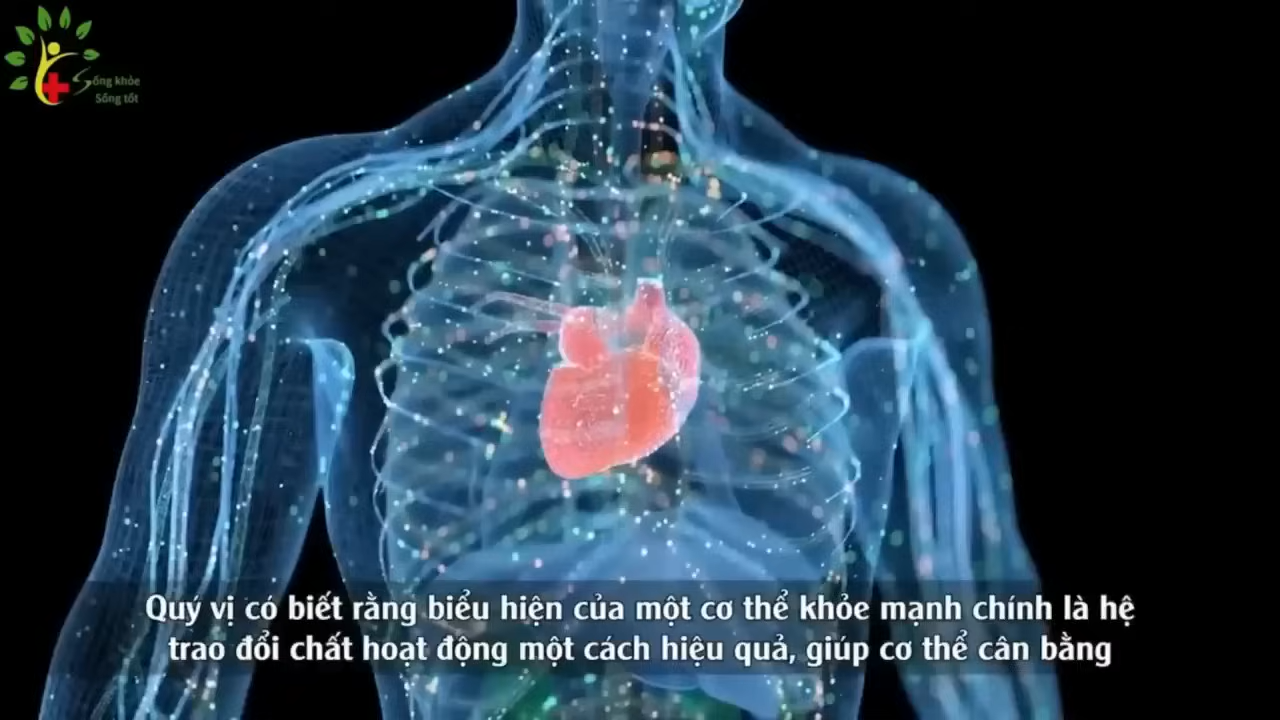 Sống khỏe
Sống tốt
Quý vị có biết rằng biểu hiện của một cơ thể khỏe mạnh chính là hệ
trao đổi chất hoạt động một cách hiệu quả, giúp cơ thể cân bằng